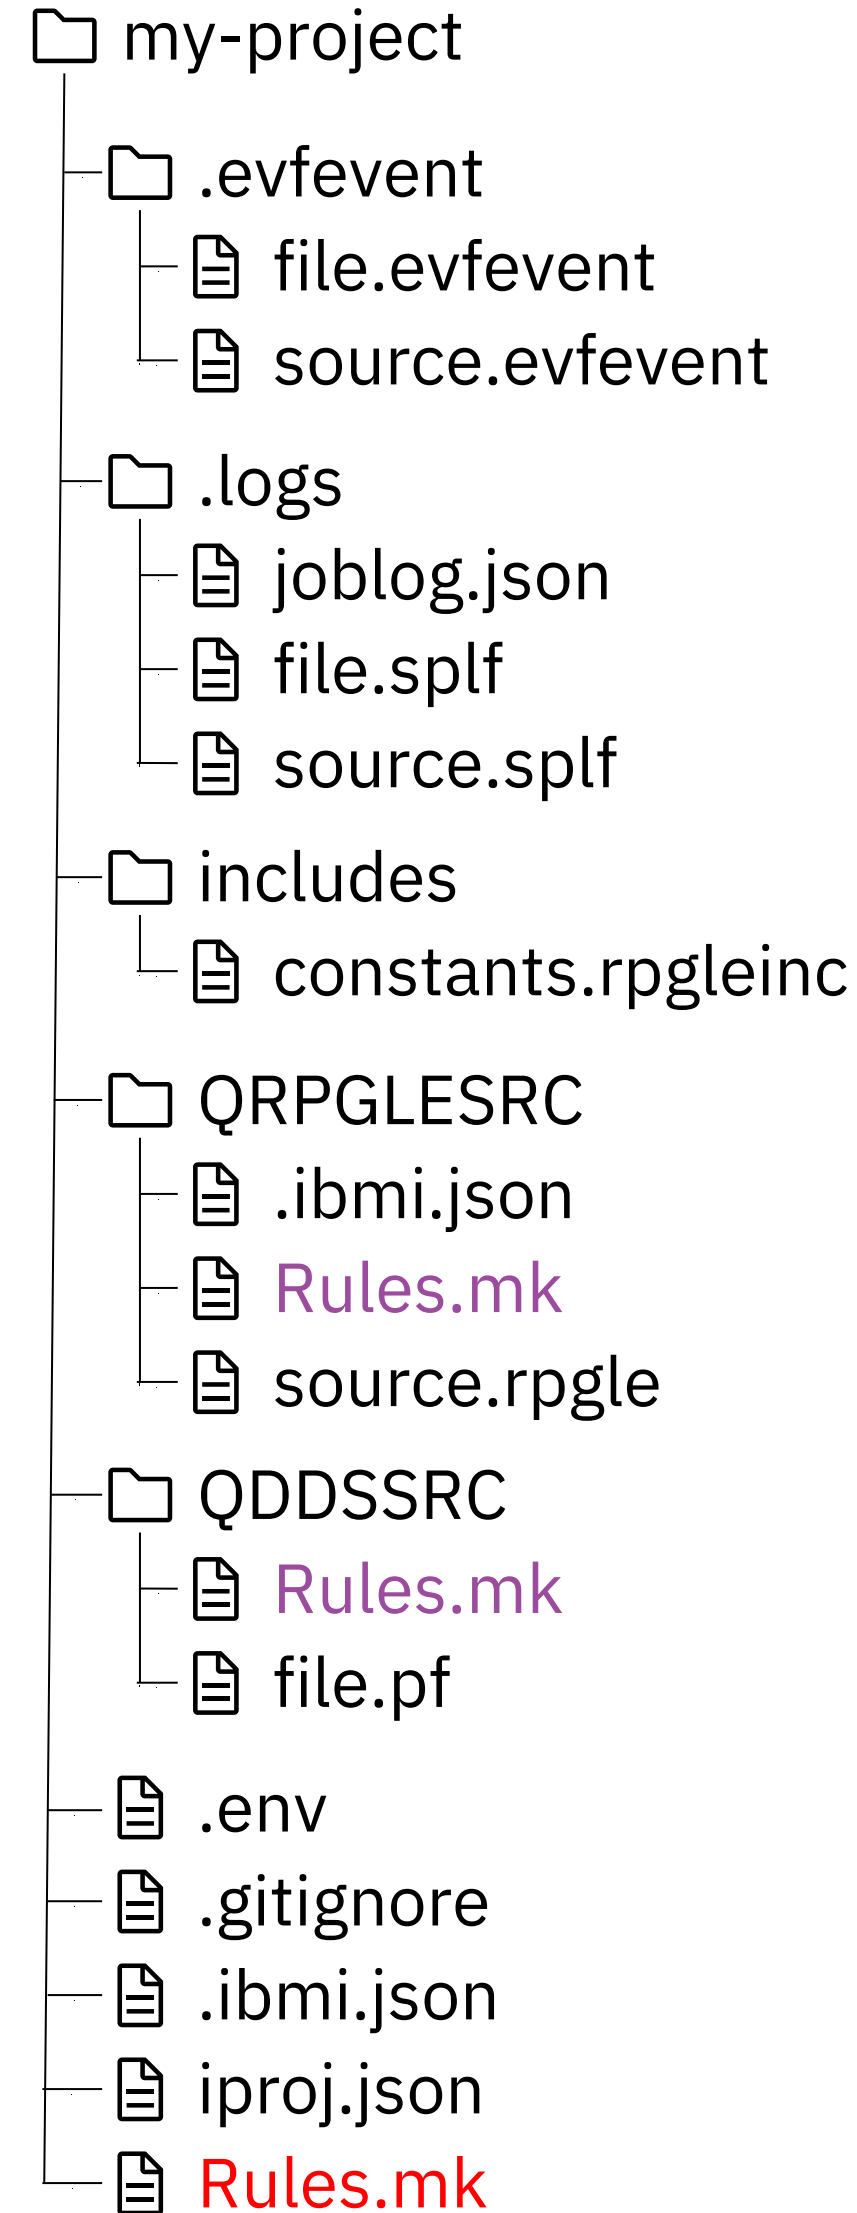 my-project
.evfevent
file.evfevent
source.evfevent
.logs
joblog.json
file.splf
source.splf
includes
constants.rpgleinc
QRPGLESRC
.ibmi.json
Rules.mk
source.rpgle
QDDSSRC
Rules.mk
file.pf
.env
.gitignore
.ibmi.json
iproj.json
Rules.mk